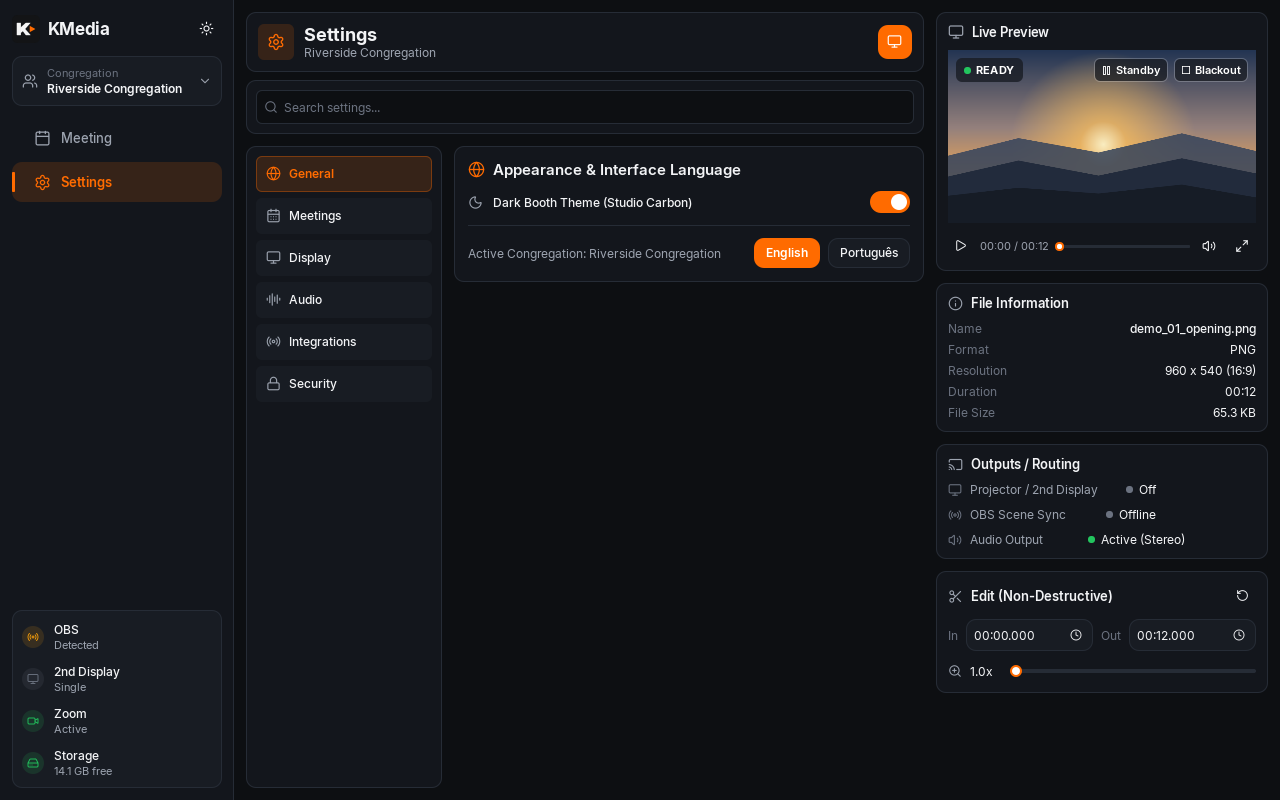 KMedia
Congregation
Riverside Congregation
Meeting
Settings
OBS
Detected
2nd Display
Single
Zoom
Active
Storage
14.1 GB free
Settings
Riverside Congregation
Search settings...
General
Meetings
Display
Audio
Integrations
Security
Appearance & Interface Language
Dark Booth Theme (Studio Carbon)
Active Congregation: Riverside Congregation
English
Português
Live Preview
READY
Standby
Blackout
00:00 / 00:12
File Information
Name demo_01_opening.png
Format PNG
Resolution 960 x 540 (16:9)
Duration 00:12
File Size 65.3 KB
Outputs / Routing
Projector / 2nd Display Off
OBS Scene Sync Offline
Audio Output Active (Stereo)
Edit (Non-Destructive)
In 00:00.000 Out 00:12.000
1.0x